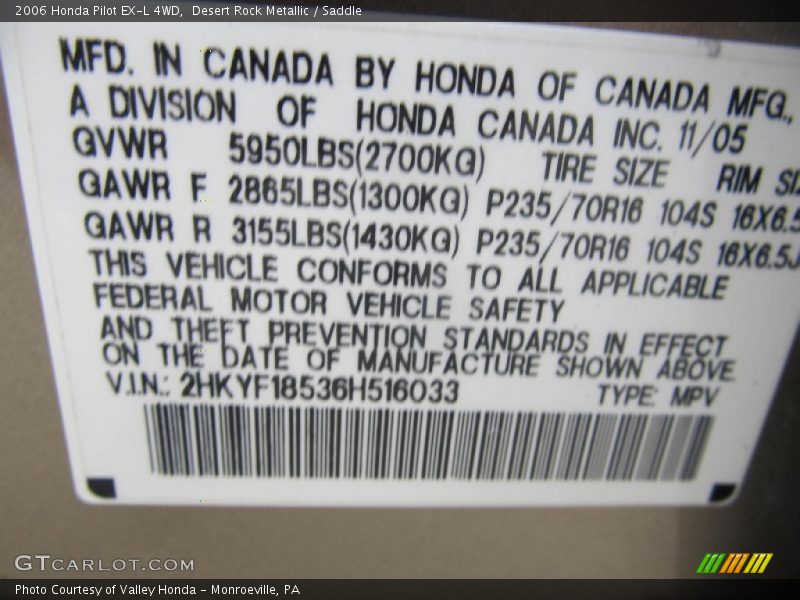 2006 Honda Pilot EX-L 4WD,  Desert Rock Metallic / Saddle
MFD. IN CANADA BY HONDA OF CANADA MFG.,
A DIVISION OF HONDA CANADA INC. 11/05
GVWR 5950LBS(2700KG) TIRE SIZE RIM SI
GAWR F 2865LBS(1300KG) P235/70R16 104S 16X6.5
GAWR R 3155LBS(1430KG) P235/70R16 104S 16X6.5J
THIS VEHICLE CONFORMS TO ALL APPLICABLE
FEDERAL MOTOR VEHICLE SAFETY
AND THEFT PREVENTION STANDARDS IN EFFECT
ON THE DATE OF MANUFACTURE SHOWN ABOVE
V.I.N.: 2HKYF18536H516033 TYPE: MPV
GTCARLOT.COM
Photo Courtesy of Valley Honda - Monroeville, PA